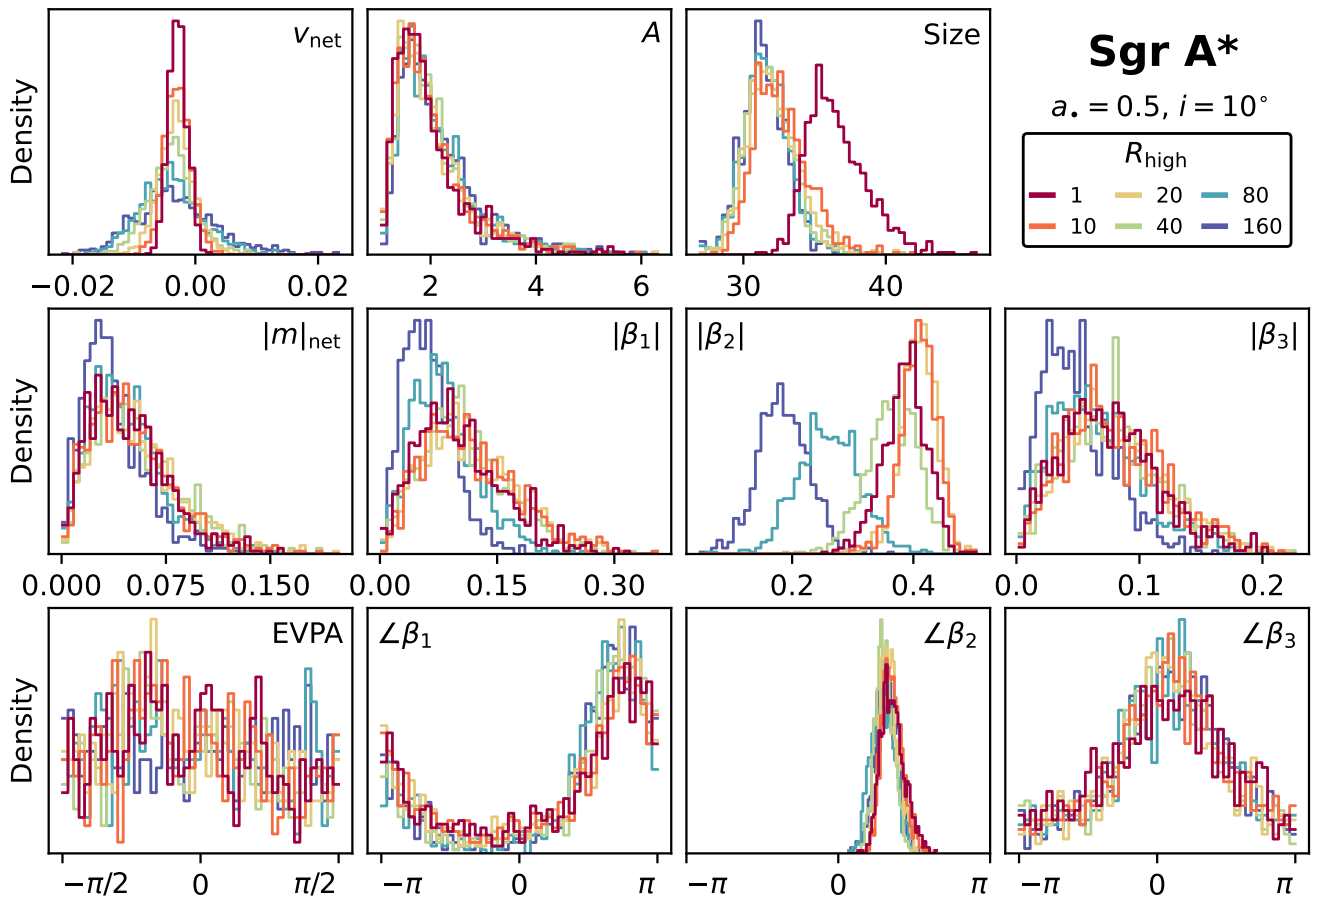 v_net
A
Size
Sgr A*
a• = 0.5, i = 10°
R_high
1 20 80
10 40 160
Density
−0.02 0.00 0.02
2 4 6
30 40
|m|_net
|β₁|
|β₂|
|β₃|
Density
0.000 0.075 0.150
0.00 0.15 0.30
0.2 0.4
0.0 0.1 0.2
EVPA
∠β₁
∠β₂
∠β₃
Density
−π/2 0 π/2
−π 0 π
−π 0 π
−π 0 π